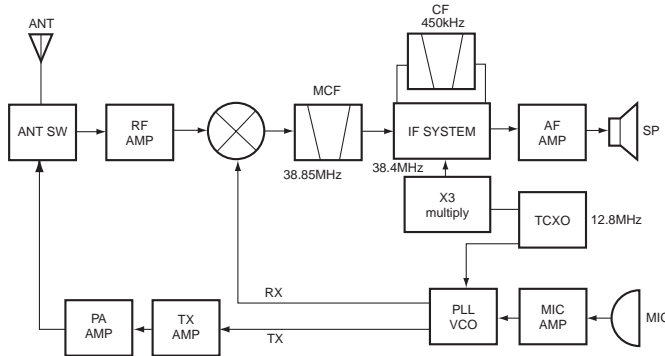 ANT
CF
450kHz
MCF
ANT SW
RF
AMP
IF SYSTEM
AF
AMP
SP
38.85MHz
38.4MHz
X3
multiply
TCXO
12.8MHz
RX
PA
AMP
TX
AMP
TX
PLL
VCO
MIC
AMP
MIC